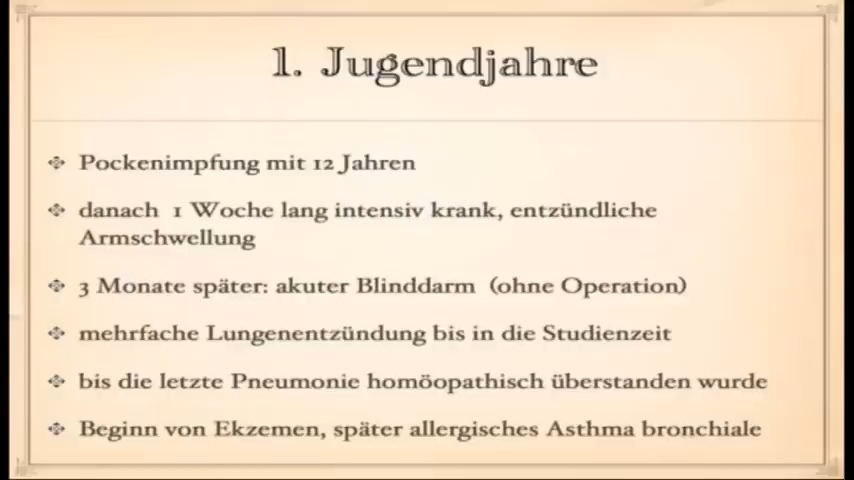 1. Jugendjahre
Pockenimpfung mit 12 Jahren
danach 1 Woche lang intensiv krank, entzündliche
Armschwellung
3 Monate später: akuter Blinddarm (ohne Operation)
mehrfache Lungenentzündung bis in die Studienzeit
bis die letzte Pneumonie homöopathisch überstanden wurde
Beginn von Ekzemen, später allergisches Asthma bronchiale